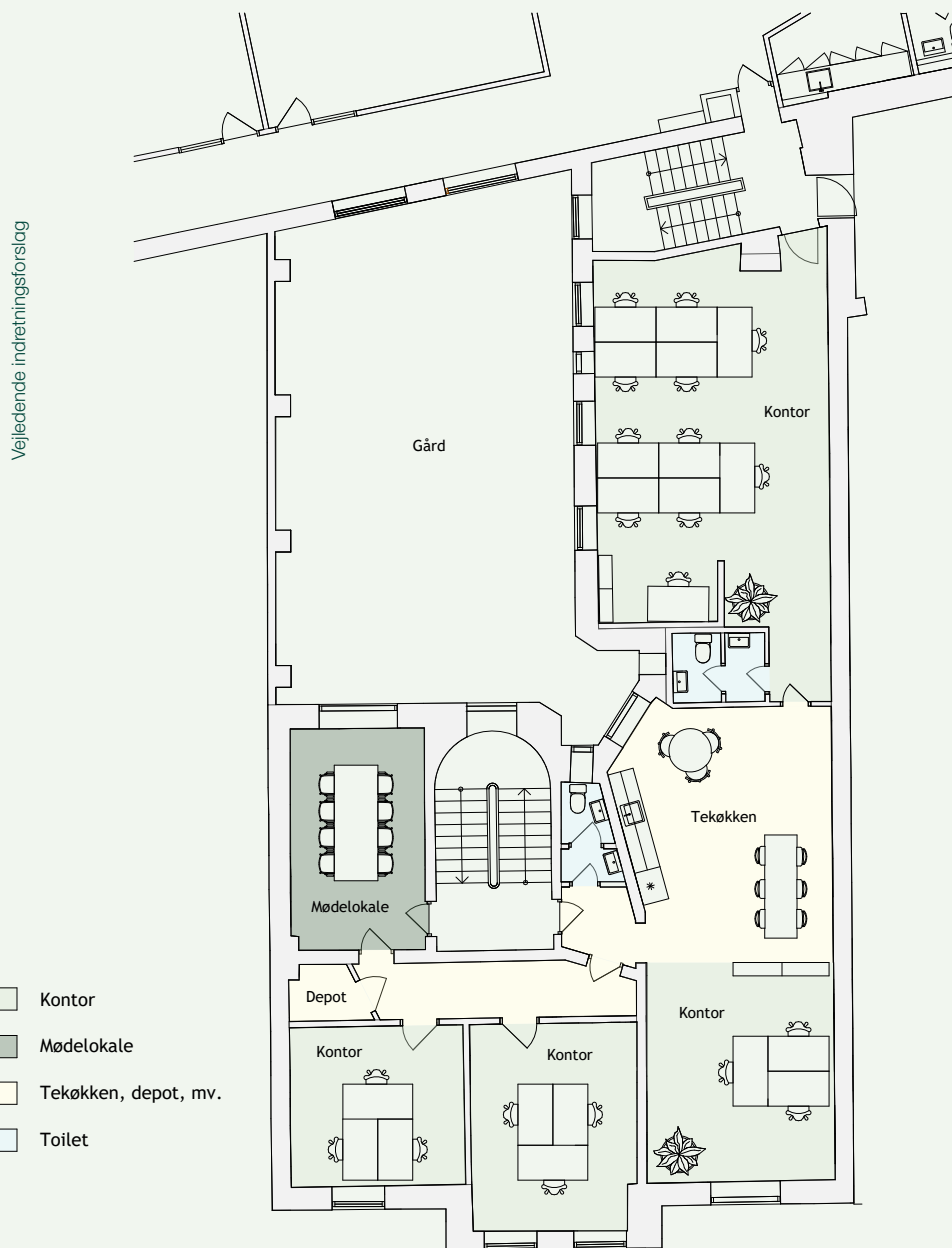 Vejledende indretningsforslag
Gård
Kontor
Tekøkken
Mødelokale
Depot
Kontor
Kontor
Kontor
Kontor
Mødelokale
Tekøkken, depot, mv.
Toilet